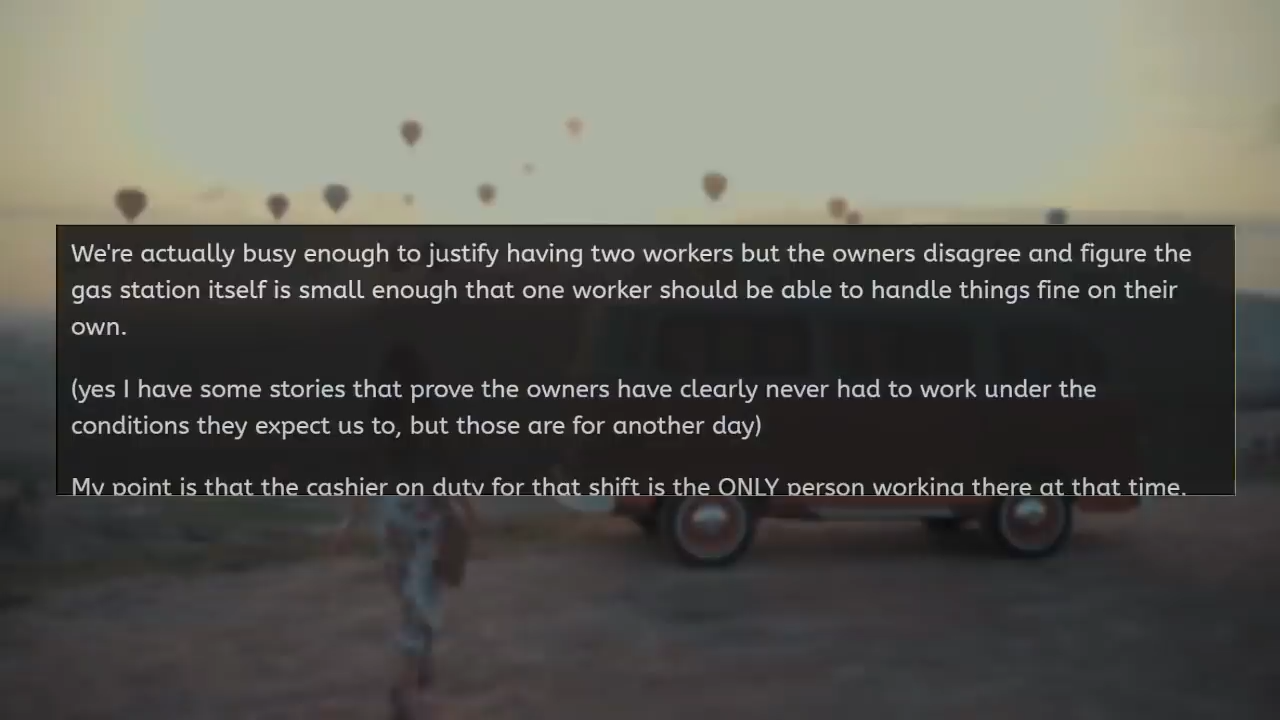 We're actually busy enough to justify having two workers but the owners disagree and figure the
gas station itself is small enough that one worker should be able to handle things fine on their
own.
(yes I have some stories that prove the owners have clearly never had to work under the
conditions they expect us to, but those are for another day)
My point is that the cashier on duty for that shift is the ONLY person working there at that time.